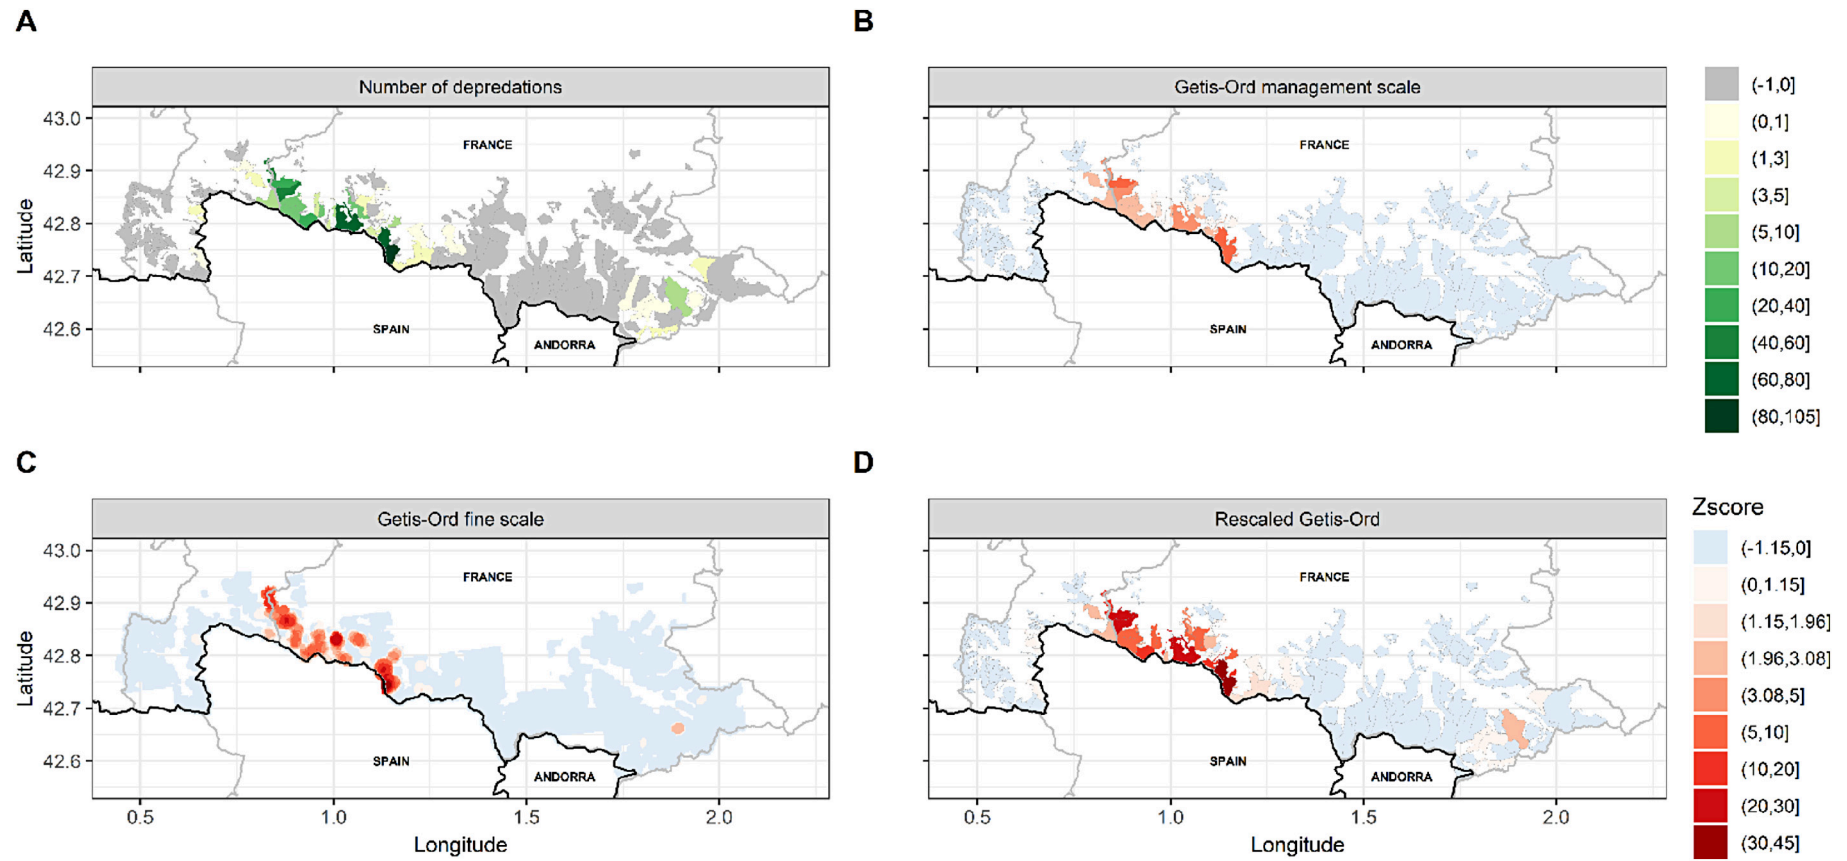 A
B
Number of depredations
Getis-Ord management scale
43.0
42.9
42.8
42.7
42.6
Latitude
FRANCE
SPAIN
ANDORRA
FRANCE
SPAIN
ANDORRA
(-1,0]
(0,1]
(1,3]
(3,5]
(5,10]
(10,20]
(20,40]
(40,60]
(60,80]
(80,105]
C
D
Getis-Ord fine scale
Rescaled Getis-Ord
43.0
42.9
42.8
42.7
42.6
Latitude
FRANCE
SPAIN
ANDORRA
FRANCE
SPAIN
ANDORRA
0.5
1.0
1.5
2.0
Longitude
0.5
1.0
1.5
2.0
Longitude
Zscore
(-1.15,0]
(0,1.15]
(1.15,1.96]
(1.96,3.08]
(3.08,5]
(5,10]
(10,20]
(20,30]
(30,45]